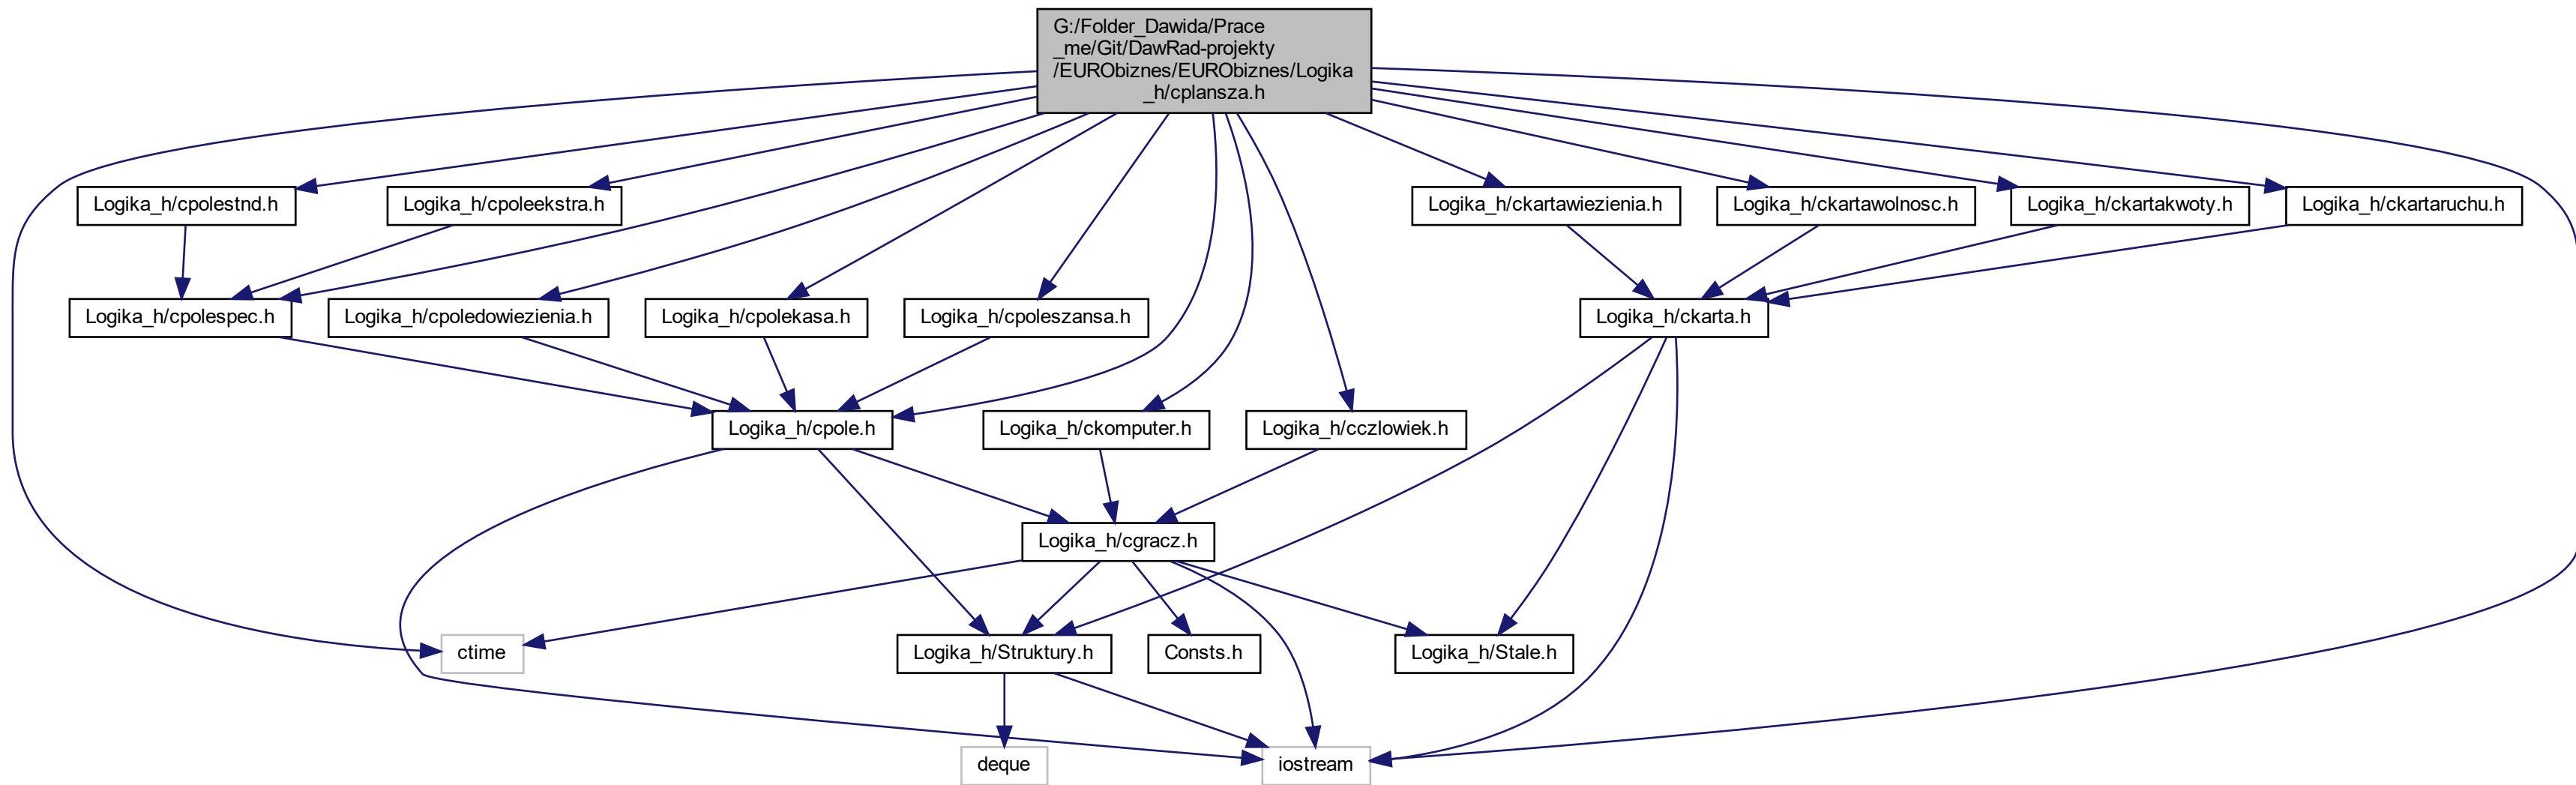 G:/Folder_Dawida/Prace
_me/Git/DawRad-projekty
/EURObiznes/EURObiznes/Logika
_h/cplansza.h
Logika_h/cpolestnd.h
Logika_h/cpoleekstra.h
Logika_h/ckartawiezienia.h
Logika_h/ckartawolnosc.h
Logika_h/ckartakwoty.h
Logika_h/ckartaruchu.h
Logika_h/cpolespec.h
Logika_h/cpoledowiezienia.h
Logika_h/cpolekasa.h
Logika_h/cpoleszansa.h
Logika_h/ckarta.h
Logika_h/cpole.h
Logika_h/ckomputer.h
Logika_h/cczlowiek.h
Logika_h/cgracz.h
ctime
Logika_h/Struktury.h
Consts.h
Logika_h/Stale.h
deque
iostream